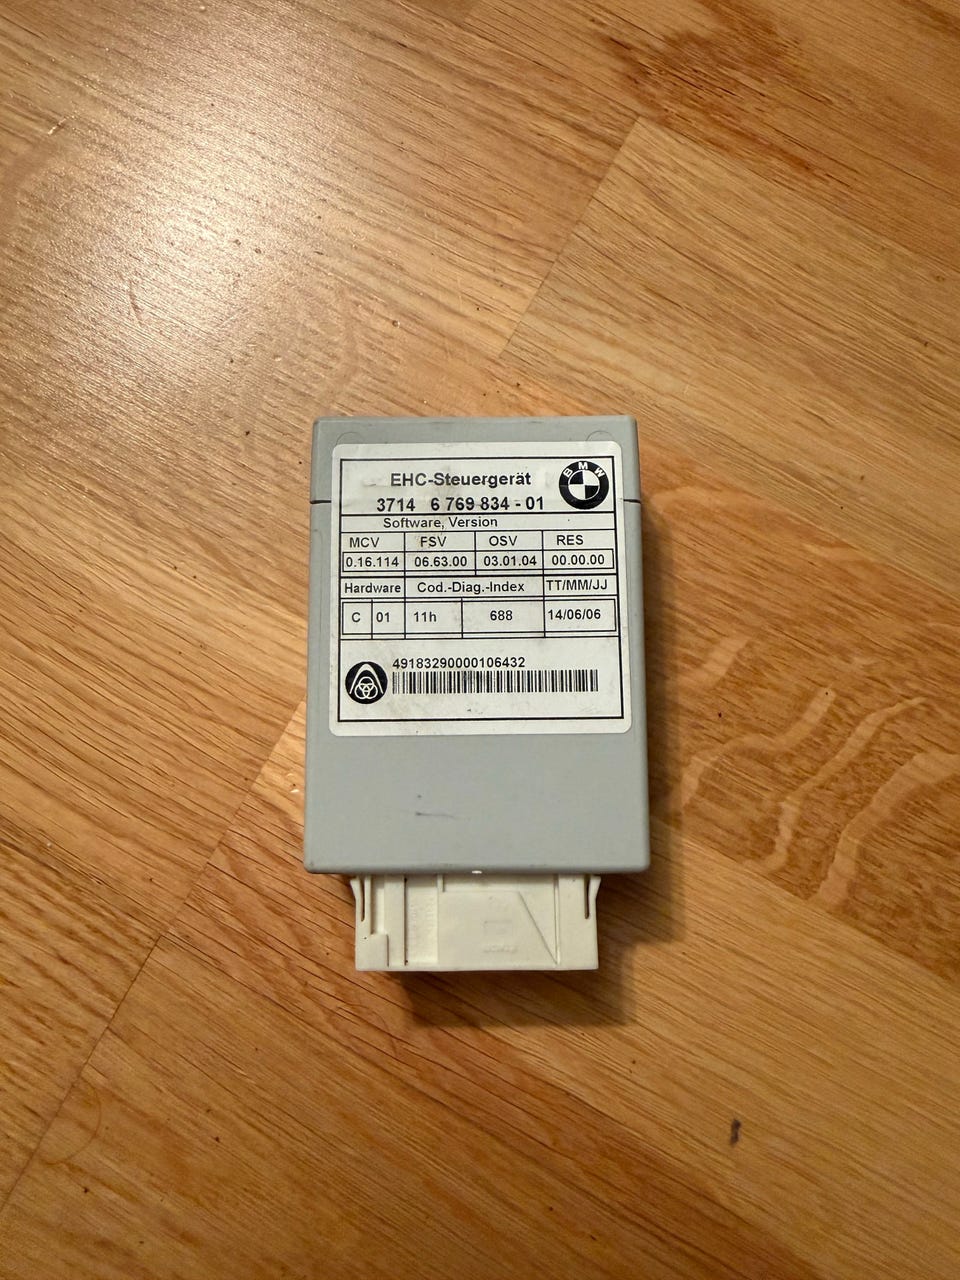 EHC-Steuergerät
BMW
3714 6 769 834 - 01
Software, Version
MCV FSV OSV RES
0.16.114 06.63.00 03.01.04 00.00.00
Hardware Cod.-Diag.-Index TT/MM/JJ
C 01 11h 688 14/06/06
49183290000106432